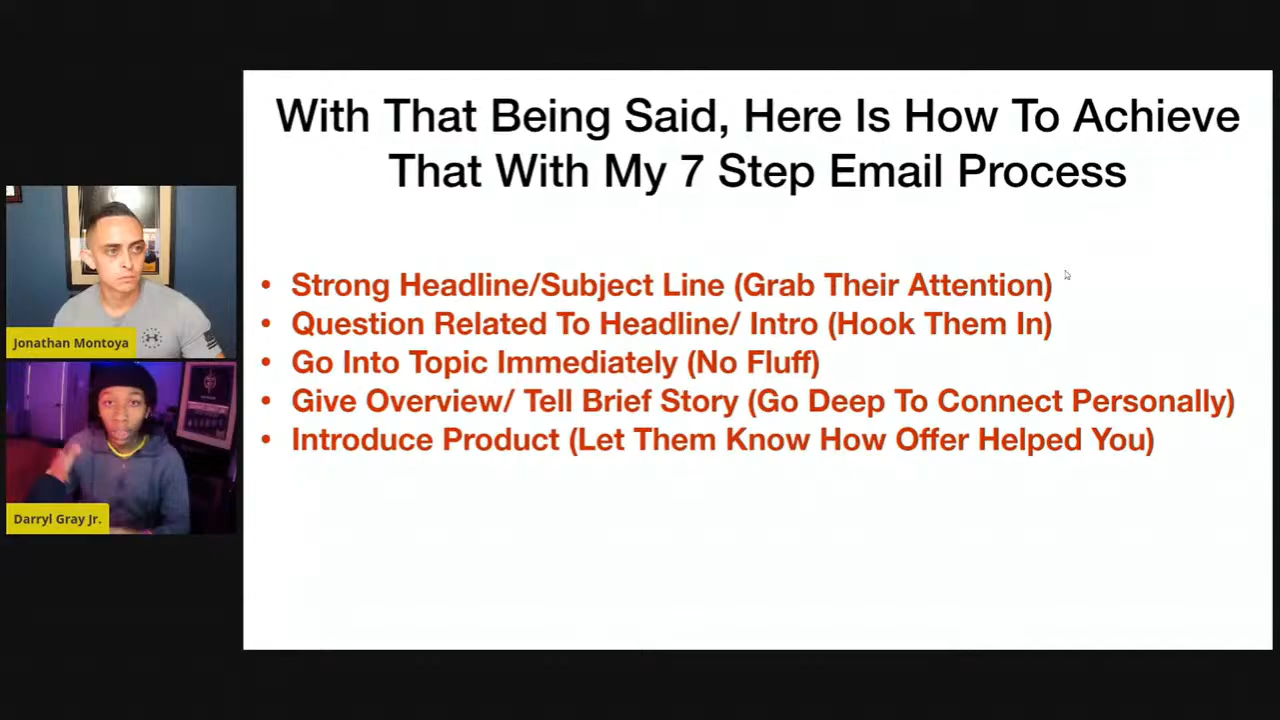 With That Being Said, Here Is How To Achieve
That With My 7 Step Email Process
• Strong Headline/Subject Line (Grab Their Attention)
• Question Related To Headline/ Intro (Hook Them In)
• Go Into Topic Immediately (No Fluff)
• Give Overview/ Tell Brief Story (Go Deep To Connect Personally)
• Introduce Product (Let Them Know How Offer Helped You)
Jonathan Montoya
Darryl Gray Jr.